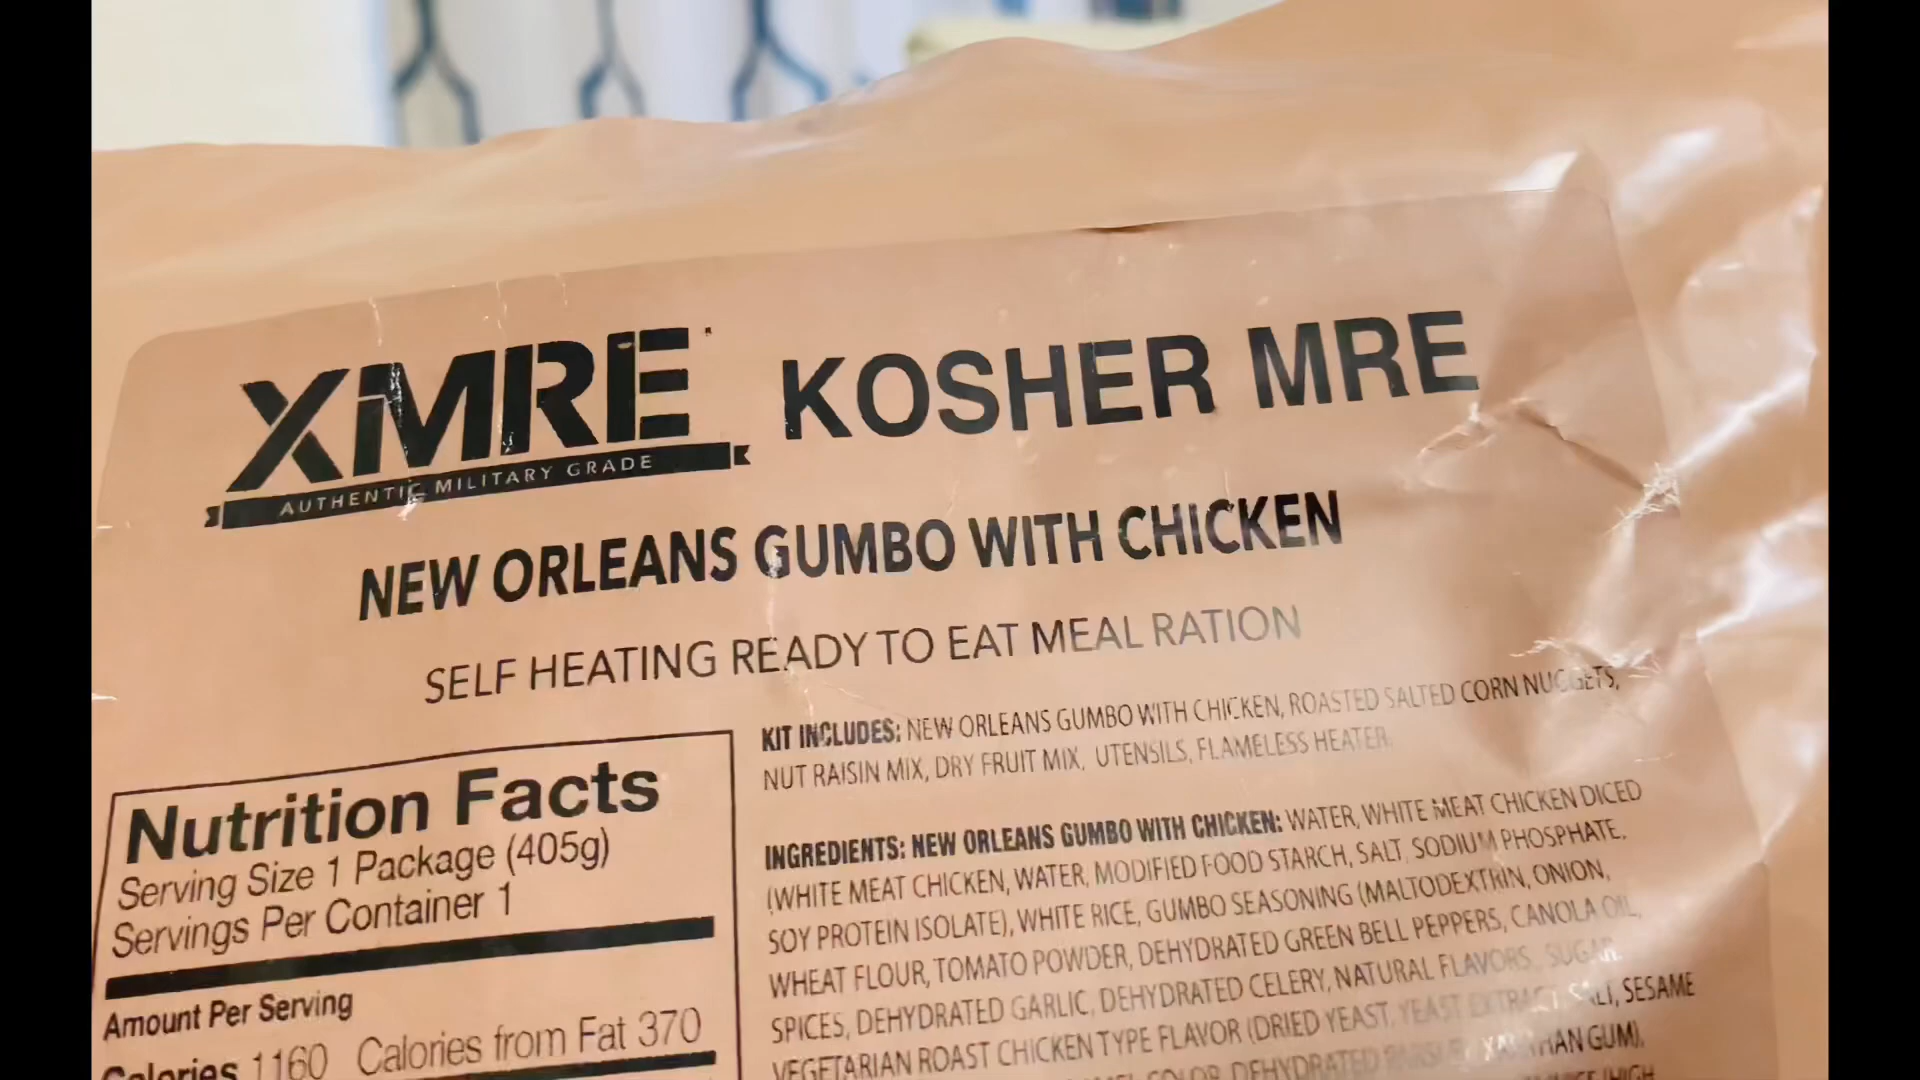 XMRE KOSHER MRE
AUTHENTIC MILITARY GRADE
NEW ORLEANS GUMBO WITH CHICKEN
SELF HEATING READY TO EAT MEAL RATION
Nutrition Facts
Serving Size 1 Package (405g)
Servings Per Container 1
Amount Per Serving
Calories 1160 Calories from Fat 370
KIT INCLUDES: NEW ORLEANS GUMBO WITH CHICKEN, ROASTED SALTED CORN NUGGETS,
NUT RAISIN MIX, DRY FRUIT MIX, UTENSILS, FLAMELESS HEATER.
INGREDIENTS: NEW ORLEANS GUMBO WITH CHICKEN: WATER, WHITE MEAT CHICKEN DICED
(WHITE MEAT CHICKEN, WATER, MODIFIED FOOD STARCH, SALT, SODIUM PHOSPHATE,
SOY PROTEIN ISOLATE), WHITE RICE, GUMBO SEASONING (MALTODEXTRIN, ONION,
WHEAT FLOUR, TOMATO POWDER, DEHYDRATED GREEN BELL PEPPERS, CANOLA OIL,
SPICES, DEHYDRATED GARLIC, DEHYDRATED CELERY, NATURAL FLAVORS, SUGAR,
VEGETARIAN ROAST CHICKEN TYPE FLAVOR (DRIED YEAST, YEAST EXTRACT, SALT, SESAME
COLOR, DEHYDRATED PARSLEY, XANTHAN GUM),
(HIGH